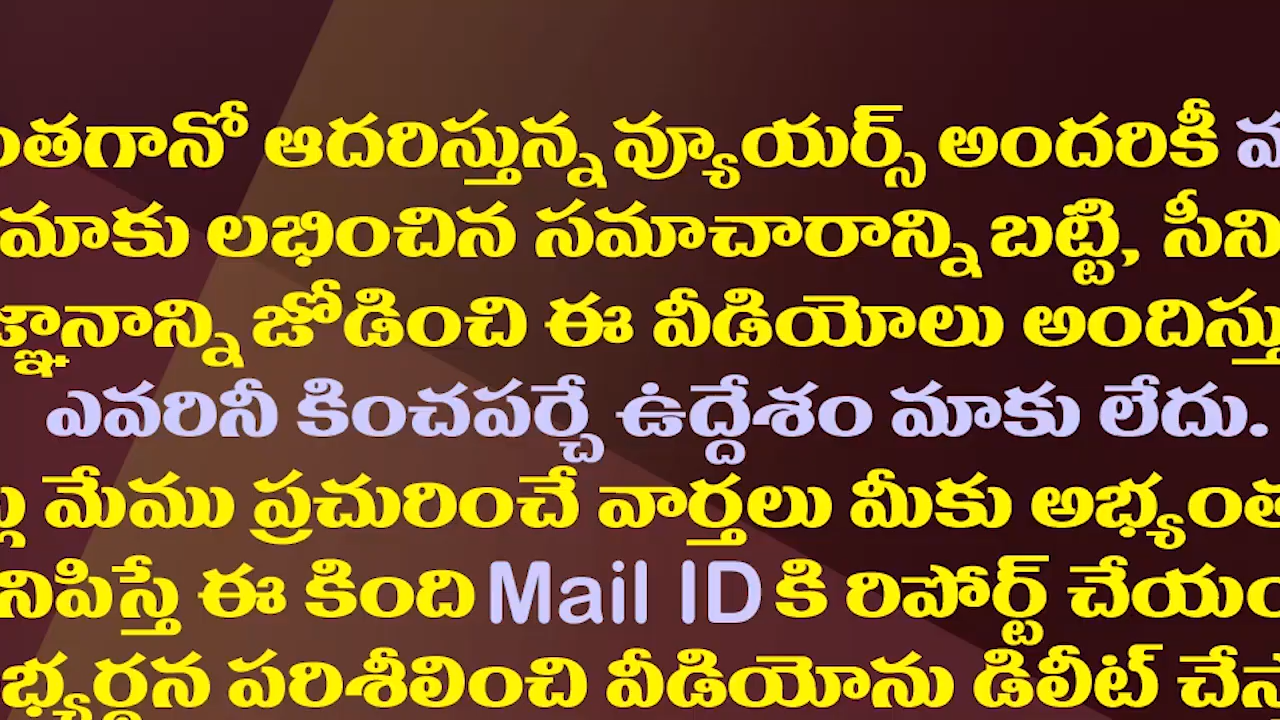 ఆదరిస్తున్న వ్యూయర్స్ అందరికీ
మాకు లభించిన సమాచారాన్ని బట్టి,
జోడించి ఈ వీడియోలు
ఎవరినీ కించపర్చే ఉద్దేశం మాకు లేదు.
మేము ప్రచురించే వార్తలు మీకు
ఈ కింది Mail ID కి రిపోర్ట్
పరిశీలించి వీడియోను డిలీట్